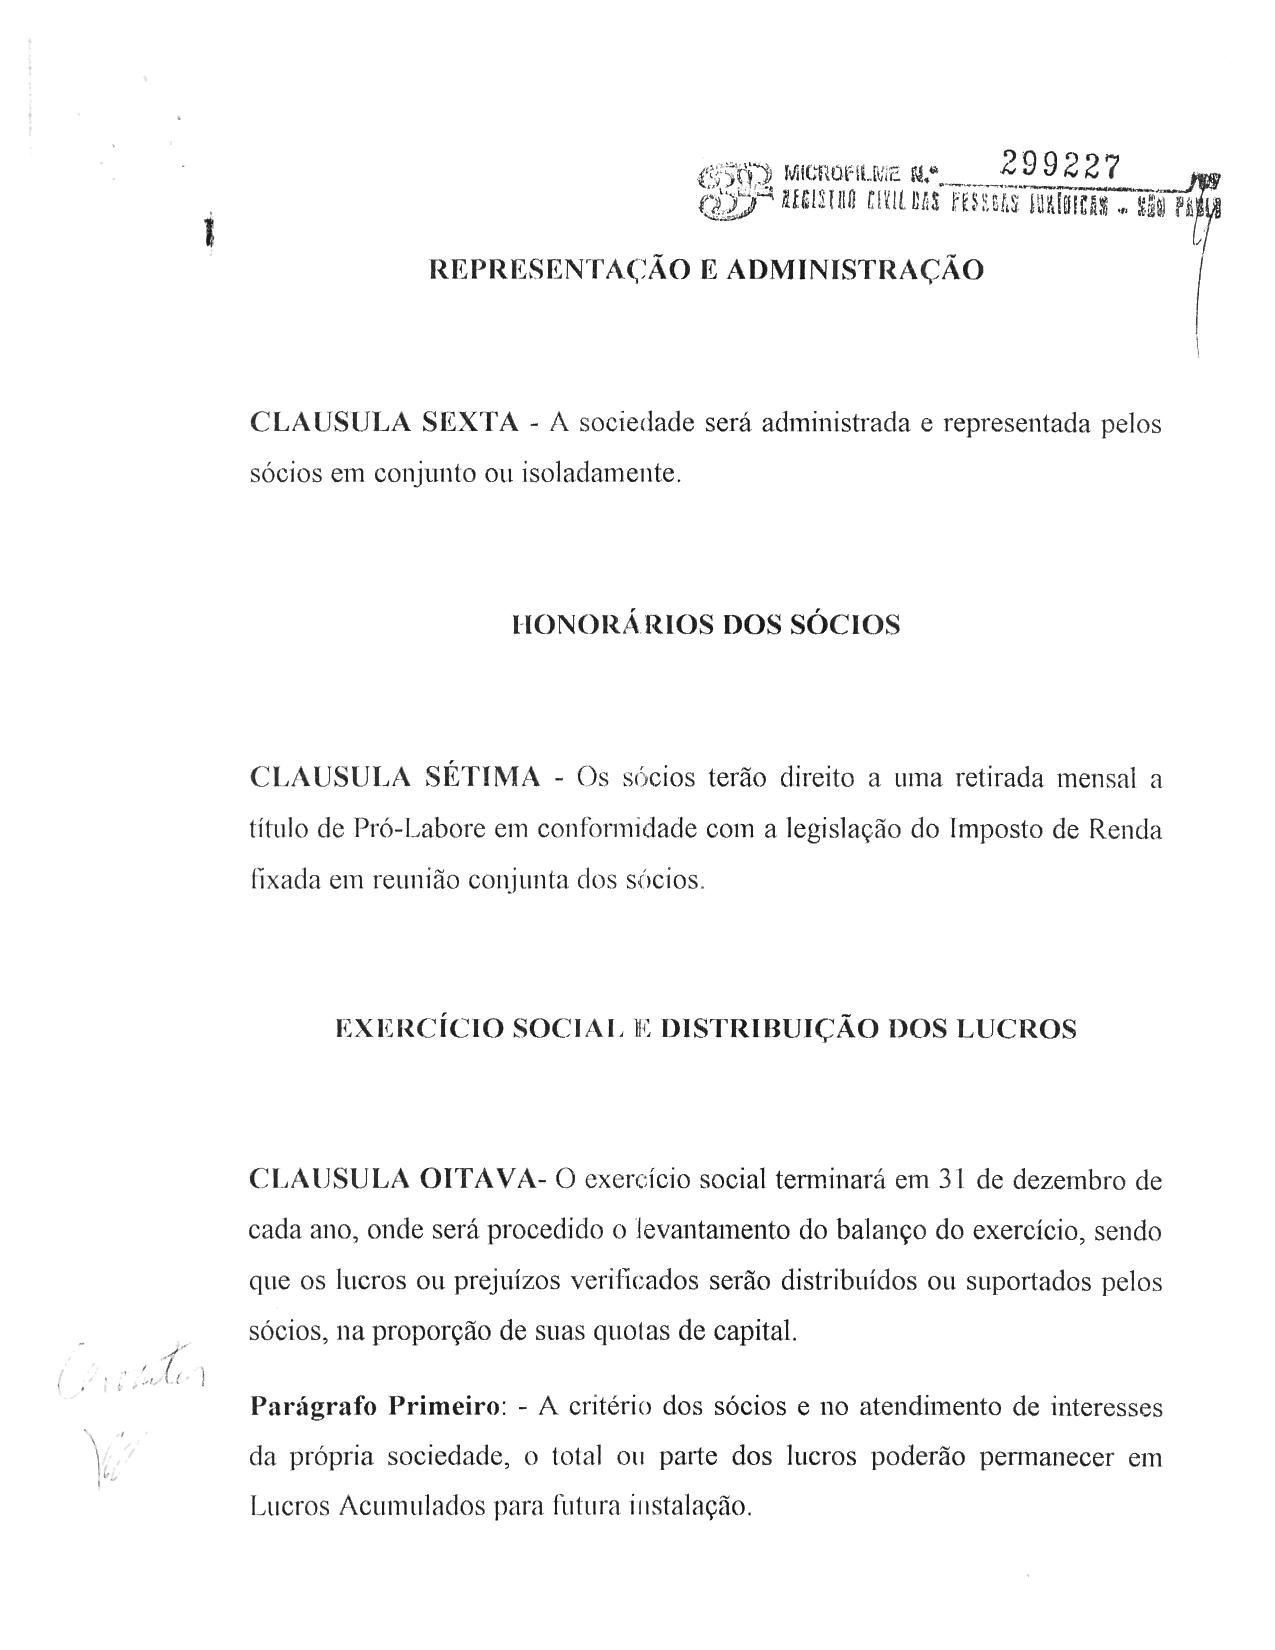 MICROFILME N.º 299227
REGISTRO CIVIL DAS PESSOAS JURÍDICAS - SÃO PAULO
REPRESENTAÇÃO E ADMINISTRAÇÃO
CLAUSULA SEXTA - A sociedade será administrada e representada pelos
sócios em conjunto ou isoladamente.
HONORÁRIOS DOS SÓCIOS
CLAUSULA SÉTIMA - Os sócios terão direito a uma retirada mensal a
título de Pró-Labore em conformidade com a legislação do Imposto de Renda
fixada em reunião conjunta dos sócios.
EXERCÍCIO SOCIAL E DISTRIBUIÇÃO DOS LUCROS
CLAUSULA OITAVA- O exercício social terminará em 31 de dezembro de
cada ano, onde será procedido o levantamento do balanço do exercício, sendo
que os lucros ou prejuízos verificados serão distribuídos ou suportados pelos
sócios, na proporção de suas quotas de capital.
Parágrafo Primeiro: - A critério dos sócios e no atendimento de interesses
da própria sociedade, o total ou parte dos lucros poderão permanecer em
Lucros Acumulados para futura instalação.